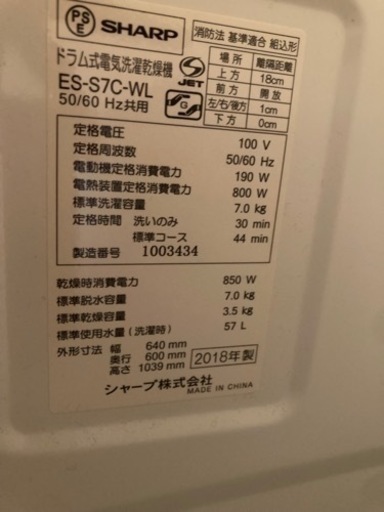 PS
E
SHARP
ドラム式電気洗濯乾燥機
ES-S7C-WL
50/60 Hz共用
S
JET
G
消防法 基準適合 組込形
場所 離隔距離
上方 18cm
前方 開放
左/右/後方 1cm
下方 0cm
定格電圧 100 V
定格周波数 50/60 Hz
電動機定格消費電力 190 W
電熱装置定格消費電力 800 W
標準洗濯容量 7.0 kg
定格時間 洗いのみ 30 min
標準コース 44 min
製造番号 1003434
乾燥時消費電力 850 W
標準脱水容量 7.0 kg
標準乾燥容量 3.5 kg
標準使用水量(洗濯時) 57 L
外形寸法 幅 640 mm
奥行 600 mm
高さ 1039 mm
2018年製
シャープ株式会社
MADE IN CHINA